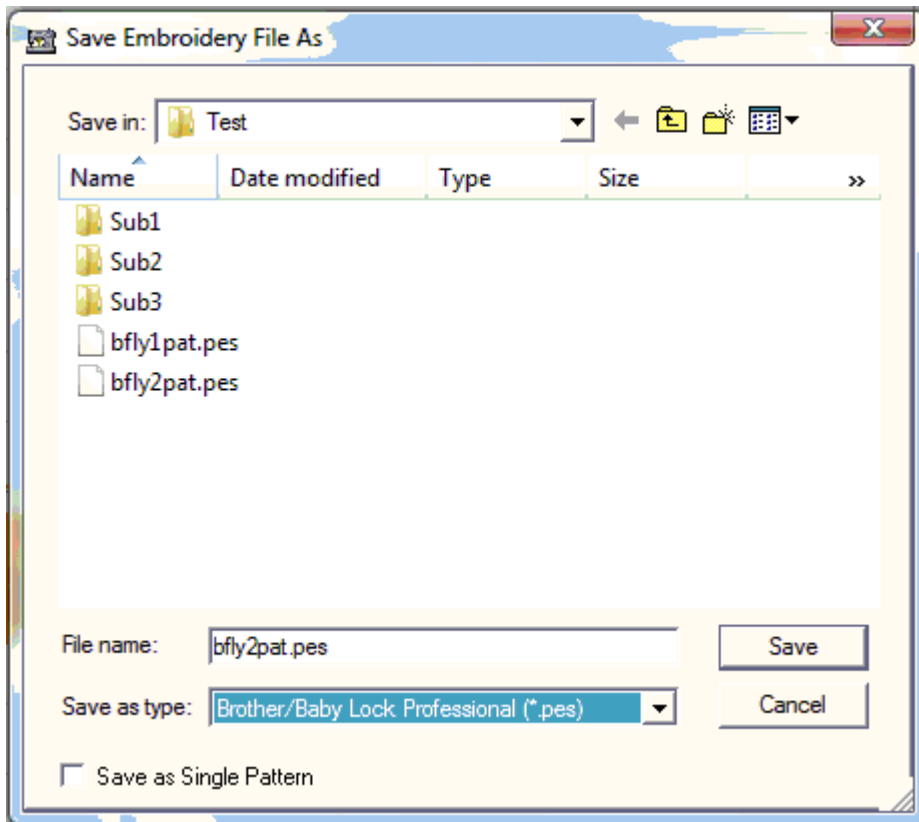 Save Embroidery File As
Save in: Test
Name Date modified Type Size »
Sub1
Sub2
Sub3
bfly1pat.pes
bfly2pat.pes
File name: bfly2pat.pes Save
Save as type: Brother/Baby Lock Professional (*.pes) Cancel
Save as Single Pattern